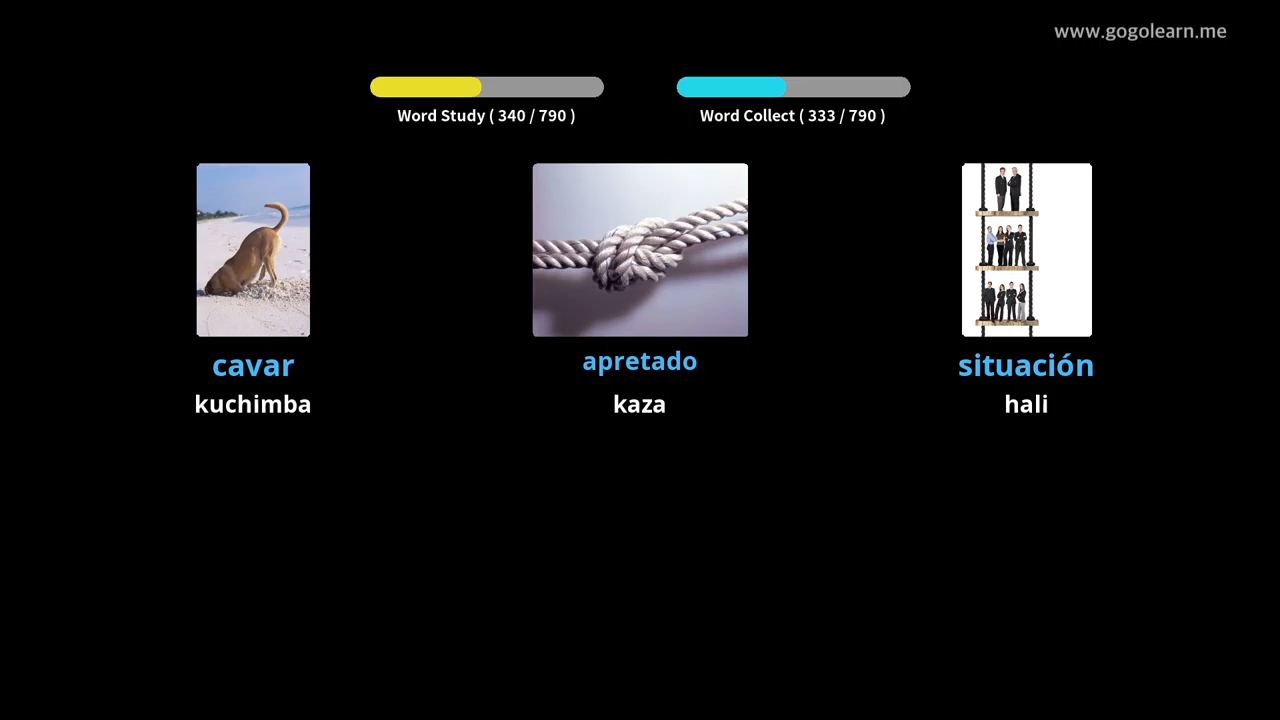 www.gogolearn.me
Word Study ( 340 / 790 )
Word Collect ( 333 / 790 )
cavar
kuchimba
apretado
kaza
situación
hali